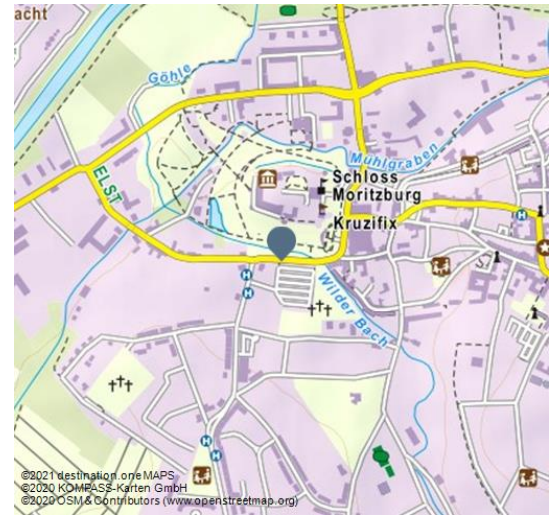 acht
Göhle
Mühlgraben
Schloss
Moritzburg
ELST
Kruzifix
H
H
Wilder Bach
H
H
H
H
©2021 destination.one MAPS
©2020 KOMPASS-Karten GmbH
©2020 OSM & Contributors (www.openstreetmap.org)